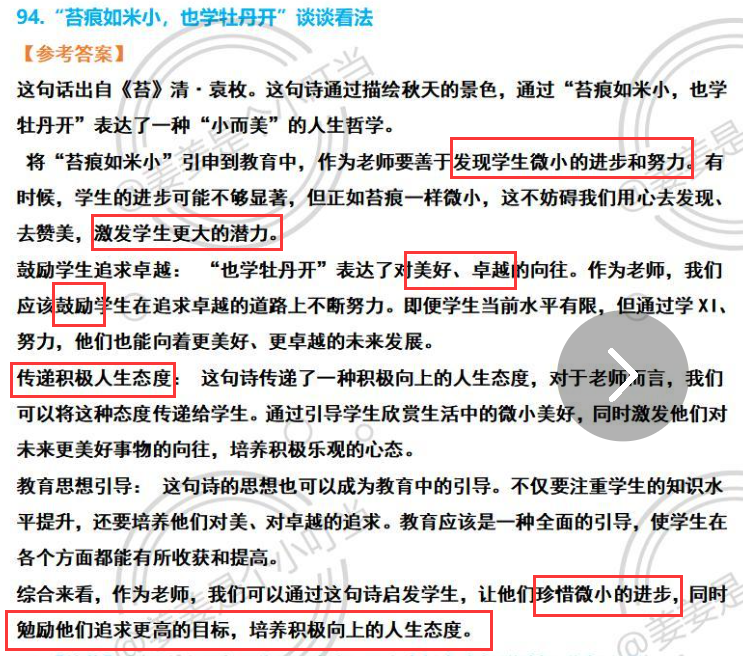 94.“苔痕如米小，也学牡丹开”谈谈看法
【参考答案】
这句话出自《苔》清·袁枚。这句诗通过描绘秋天的景色，通过“苔痕如米小，也学
牡丹开”表达了一种“小而美”的人生哲学。
将“苔痕如米小”引申到教育中，作为老师要善于发现学生微小的进步和努力。有
时候，学生的进步可能不够显著，但正如苔痕一样微小，这不妨碍我们用心去发现、
去赞美，激发学生更大的潜力。
鼓励学生追求卓越： “也学牡丹开”表达了对美好、卓越的向往。作为老师，我们
应该鼓励学生在追求卓越的道路上不断努力。即便学生当前水平有限，但通过学 XI、
努力，他们也能向着更美好、更卓越的未来发展。
传递积极人生态度： 这句诗传递了一种积极向上的人生态度，对于老师而言，我们
可以将这种态度传递给学生。通过引导学生欣赏生活中的微小美好，同时激发他们对
未来更美好事物的向往，培养积极乐观的心态。
教育思想引导： 这句诗的思想也可以成为教育中的引导。不仅要注重学生的知识水
平提升，还要培养他们对美、对卓越的追求。教育应该是一种全面的引导，使学生在
各个方面都能有所收获和提高。
综合来看，作为老师，我们可以通过这句诗启发学生，让他们珍惜微小的进步，同时
勉励他们追求更高的目标，培养积极向上的人生态度。
@姜姜是个小叮当
@姜姜是
@姜姜是个小叮当
@姜姜是